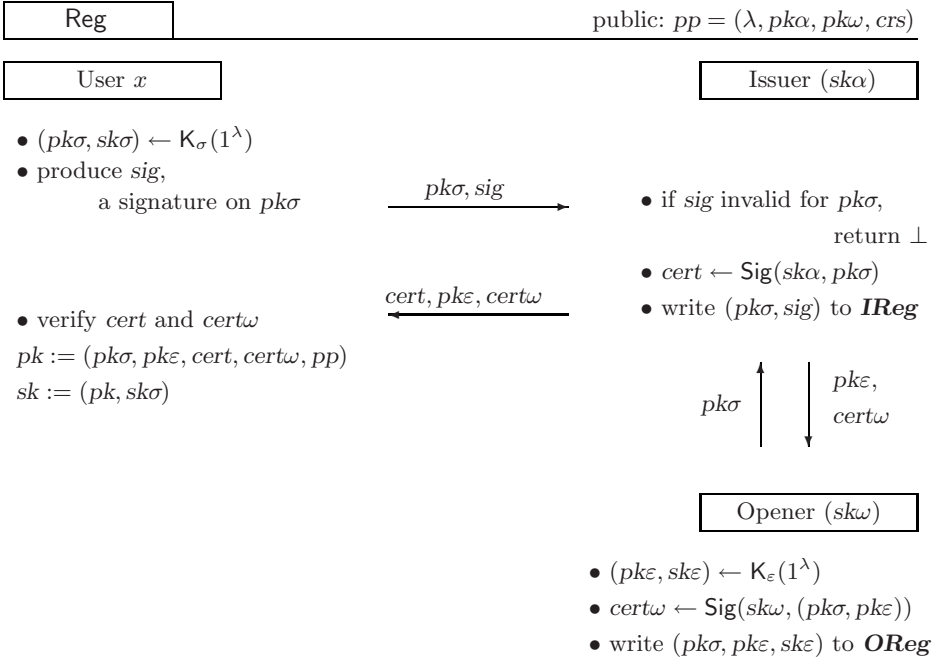 Reg
public: pp = (λ, pkα, pkω, crs)
User x
Issuer (skα)
• (pkσ, skσ) ← K_σ(1^λ)
• produce sig,
a signature on pkσ
pkσ, sig
• if sig invalid for pkσ,
return ⊥
• cert ← Sig(skα, pkσ)
• write (pkσ, sig) to IReg
cert, pkε, certω
• verify cert and certω
pk := (pkσ, pkε, cert, certω, pp)
sk := (pk, skσ)
pkσ
pkε,
certω
Opener (skω)
• (pkε, skε) ← K_ε(1^λ)
• certω ← Sig(skω, (pkσ, pkε))
• write (pkσ, pkε, skε) to OReg